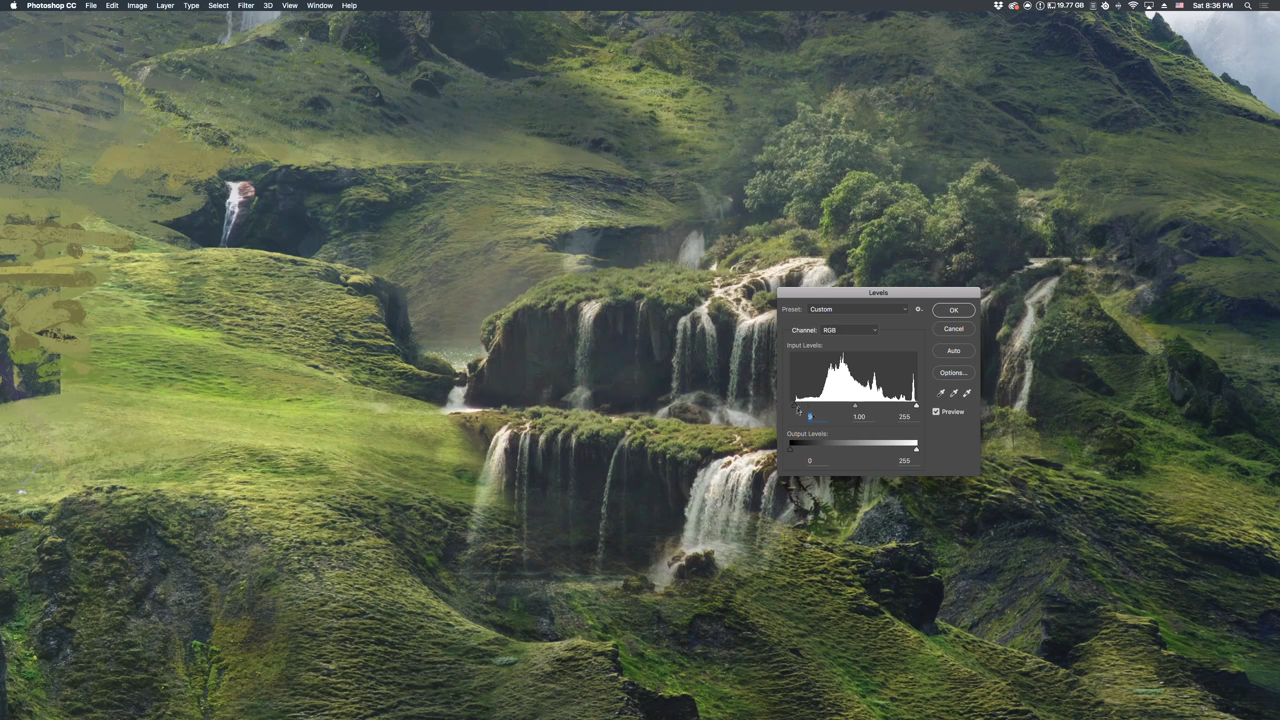 Photoshop CC File Edit Image Layer Type Select Filter 3D View Window Help 19.77 GB Sat 8:36 PM
Levels
Preset: Custom
OK
Channel: RGB
Cancel
Input Levels:
Auto
Options...
Preview
1.00 255
Output Levels:
0 255